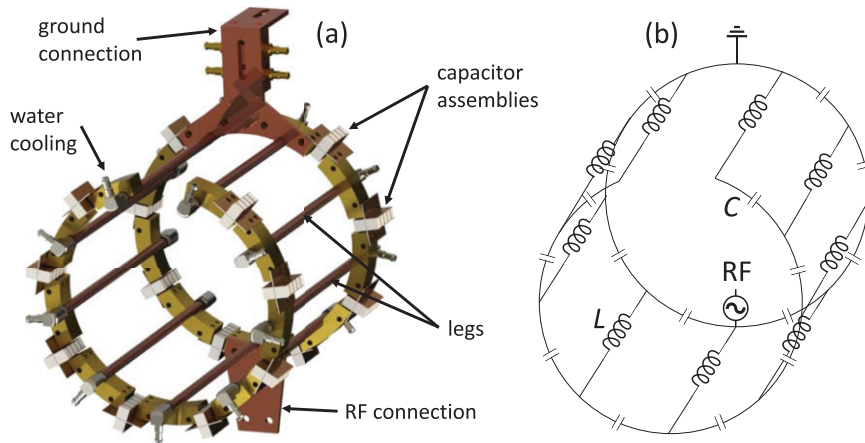 ground
connection
(a)
capacitor
assemblies
water
cooling
legs
RF connection
(b)
C
RF
L